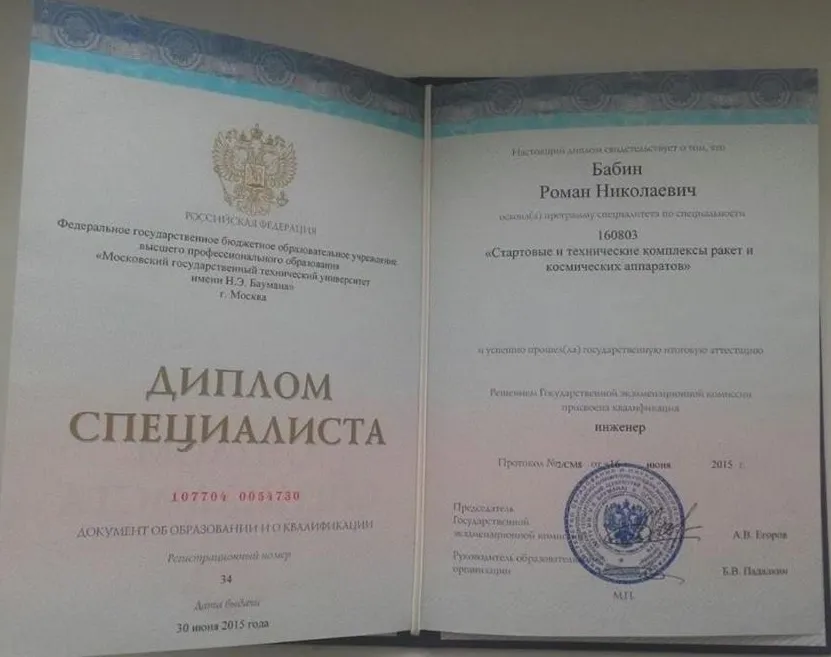 РОССИЙСКАЯ ФЕДЕРАЦИЯ
Федеральное государственное бюджетное образовательное учреждение
высшего профессионального образования
«Московский государственный технический университет
имени Н.Э. Баумана»
г. Москва
ДИПЛОМ
СПЕЦИАЛИСТА
107704 0054730
ДОКУМЕНТ ОБ ОБРАЗОВАНИИ И О КВАЛИФИКАЦИИ
Регистрационный номер
34
Дата выдачи
30 июня 2015 года
Настоящий диплом свидетельствует о том, что
Бабин
Роман Николаевич
освоил(а) программу специалитета по специальности
160803
«Стартовые и технические комплексы ракет и
космических аппаратов»
и успешно прошел(ла) государственную итоговую аттестацию
Решением Государственной экзаменационной комиссии
присвоена квалификация
инженер
Протокол № от «16» июня 2015 г.
Председатель
Государственной
экзаменационной
А.В. Егоров
Руководитель
организации
Б.В. Падалкин
М.П.